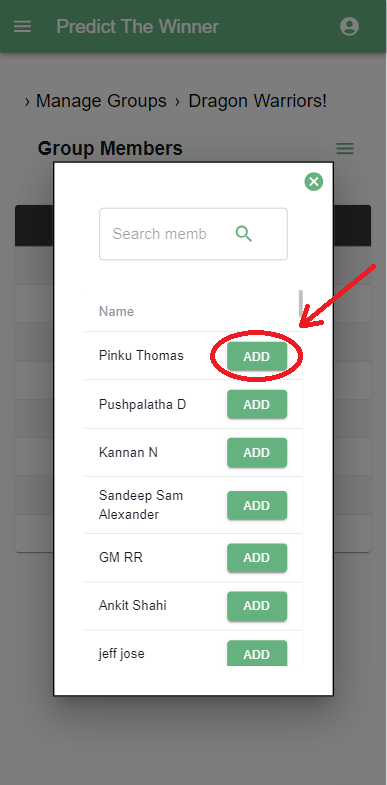 Predict The Winner
› Manage Groups › Dragon Warriors!
Group Members
Search memb
Name
Pinku Thomas ADD
Pushpalatha D ADD
Kannan N ADD
Sandeep Sam
Alexander ADD
GM RR ADD
Ankit Shahi ADD
jeff jose ADD